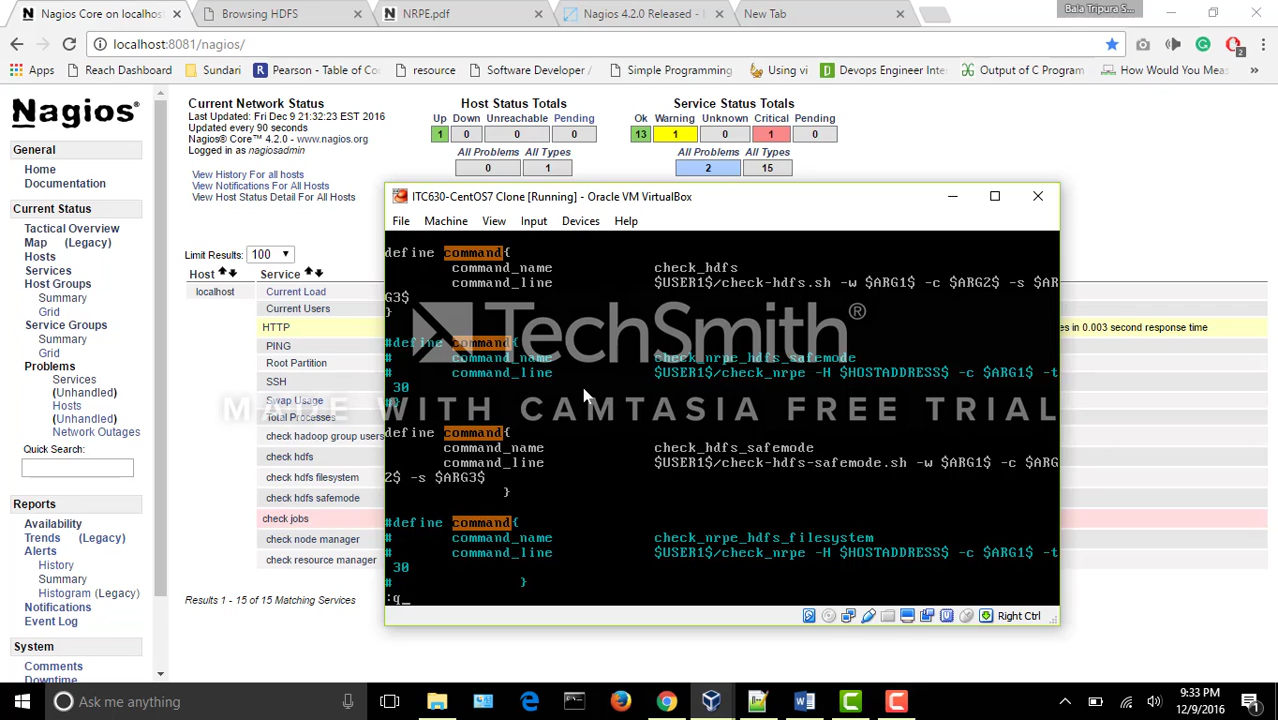 Nagios Core on localhos
Browsing HDFS
NRPE.pdf
Nagios 4.2.0 Released -
New Tab
Bala Tripura S...
localhost:8081/nagios/
2
Apps
Reach Dashboard
Sundari
Pearson - Table of Co
resource
Software Developer /
Simple Programming
Using vi
Devops Engineer Inte
Output of C Program
How Would You Meas
»
Nagios®
General
Home
Documentation
Current Status
Tactical Overview
Map (Legacy)
Hosts
Services
Host Groups
Summary
Grid
Service Groups
Summary
Grid
Problems
Services
(Unhandled)
Hosts
(Unhandled)
Network Outages
Quick Search:
Reports
Availability
Trends (Legacy)
Alerts
History
Summary
Histogram (Legacy)
Notifications
Event Log
System
Comments
Downtime
Current Network Status
Last Updated: Fri Dec 9 21:32:23 EST 2016
Updated every 90 seconds
Nagios® Core™ 4.2.0 - www.nagios.org
Logged in as nagiosadmin
View History For all hosts
View Notifications For All Hosts
View Host Status Detail For All Hosts
Host Status Totals
Up Down Unreachable Pending
1 0 0 0
All Problems All Types
0 1
Service Status Totals
Ok Warning Unknown Critical Pending
13 1 0 1 0
All Problems All Types
2 15
Limit Results: 100
Host Service
localhost Current Load
Current Users
HTTP
es in 0.003 second response time
PING
Root Partition
SSH
Swap Usage
Total Processes
check hadoop group users
check hdfs
check hdfs filesystem
check hdfs safemode
check jobs
check node manager
check resource manager
Results 1 - 15 of 15 Matching Services
ITC630-CentOS7 Clone [Running] - Oracle VM VirtualBox
File Machine View Input Devices Help
define command{
command_name check_hdfs
command_line $USER1$/check-hdfs.sh -w $ARG1$ -c $ARG2$ -s $AR
G3$
}
#define command{
# command_name check_nrpe_hdfs_safemode
# command_line $USER1$/check_nrpe -H $HOSTADDRESS$ -c $ARG1$ -t
30
define command{
command_name check_hdfs_safemode
command_line $USER1$/check-hdfs-safemode.sh -w $ARG1$ -c $ARG
2$ -s $ARG3$
}
#define command{
# command_name check_nrpe_hdfs_filesystem
# command_line $USER1$/check_nrpe -H $HOSTADDRESS$ -c $ARG1$ -t
30
# }
:q_
Right Ctrl
TechSmith®
MADE WITH CAMTASIA FREE TRIAL
Ask me anything
9:33 PM
12/9/2016
1